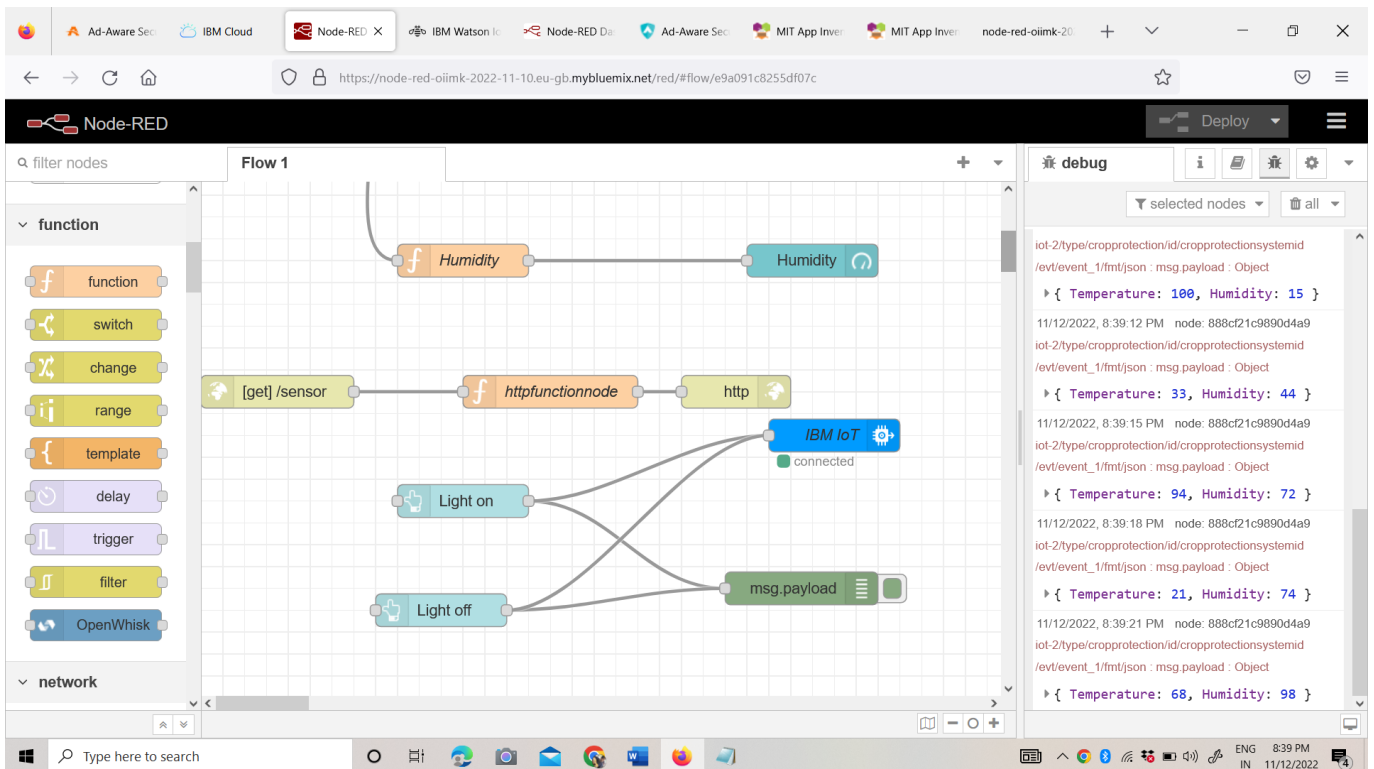 Ad-Aware Sec
IBM Cloud
Node-RED
IBM Watson Io
Node-RED Da
Ad-Aware Sec
MIT App Inver
MIT App Inver
node-red-oiimk-20
https://node-red-oiimk-2022-11-10.eu-gb.mybluemix.net/red/#flow/e9a091c8255df07c
Node-RED
Deploy
filter nodes
Flow 1
debug
i
selected nodes
all
function
function
switch
change
range
template
delay
trigger
filter
OpenWhisk
network
Humidity
Humidity
[get] /sensor
httpfunctionnode
http
IBM IoT
connected
Light on
msg.payload
Light off
iot-2/type/cropprotection/id/cropprotectionsystemid
/evt/event_1/fmt/json : msg.payload : Object
{ Temperature: 100, Humidity: 15 }
11/12/2022, 8:39:12 PM node: 888cf21c9890d4a9
iot-2/type/cropprotection/id/cropprotectionsystemid
/evt/event_1/fmt/json : msg.payload : Object
{ Temperature: 33, Humidity: 44 }
11/12/2022, 8:39:15 PM node: 888cf21c9890d4a9
iot-2/type/cropprotection/id/cropprotectionsystemid
/evt/event_1/fmt/json : msg.payload : Object
{ Temperature: 94, Humidity: 72 }
11/12/2022, 8:39:18 PM node: 888cf21c9890d4a9
iot-2/type/cropprotection/id/cropprotectionsystemid
/evt/event_1/fmt/json : msg.payload : Object
{ Temperature: 21, Humidity: 74 }
11/12/2022, 8:39:21 PM node: 888cf21c9890d4a9
iot-2/type/cropprotection/id/cropprotectionsystemid
/evt/event_1/fmt/json : msg.payload : Object
{ Temperature: 68, Humidity: 98 }
Type here to search
ENG
IN
8:39 PM
11/12/2022
4